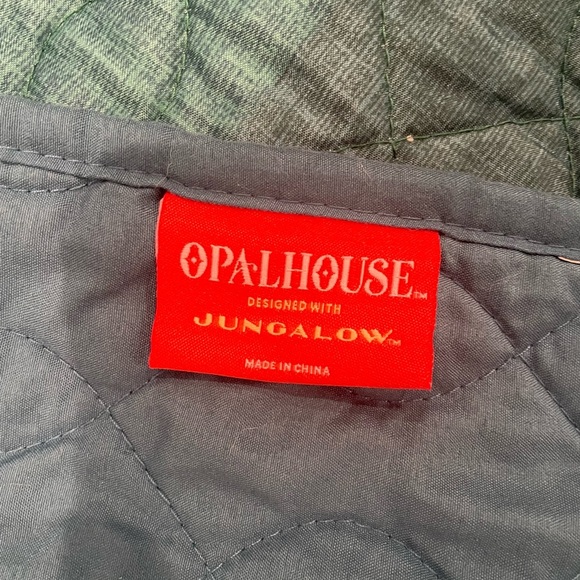 OPALHOUSE™
DESIGNED WITH
JUNGALOW™
MADE IN CHINA